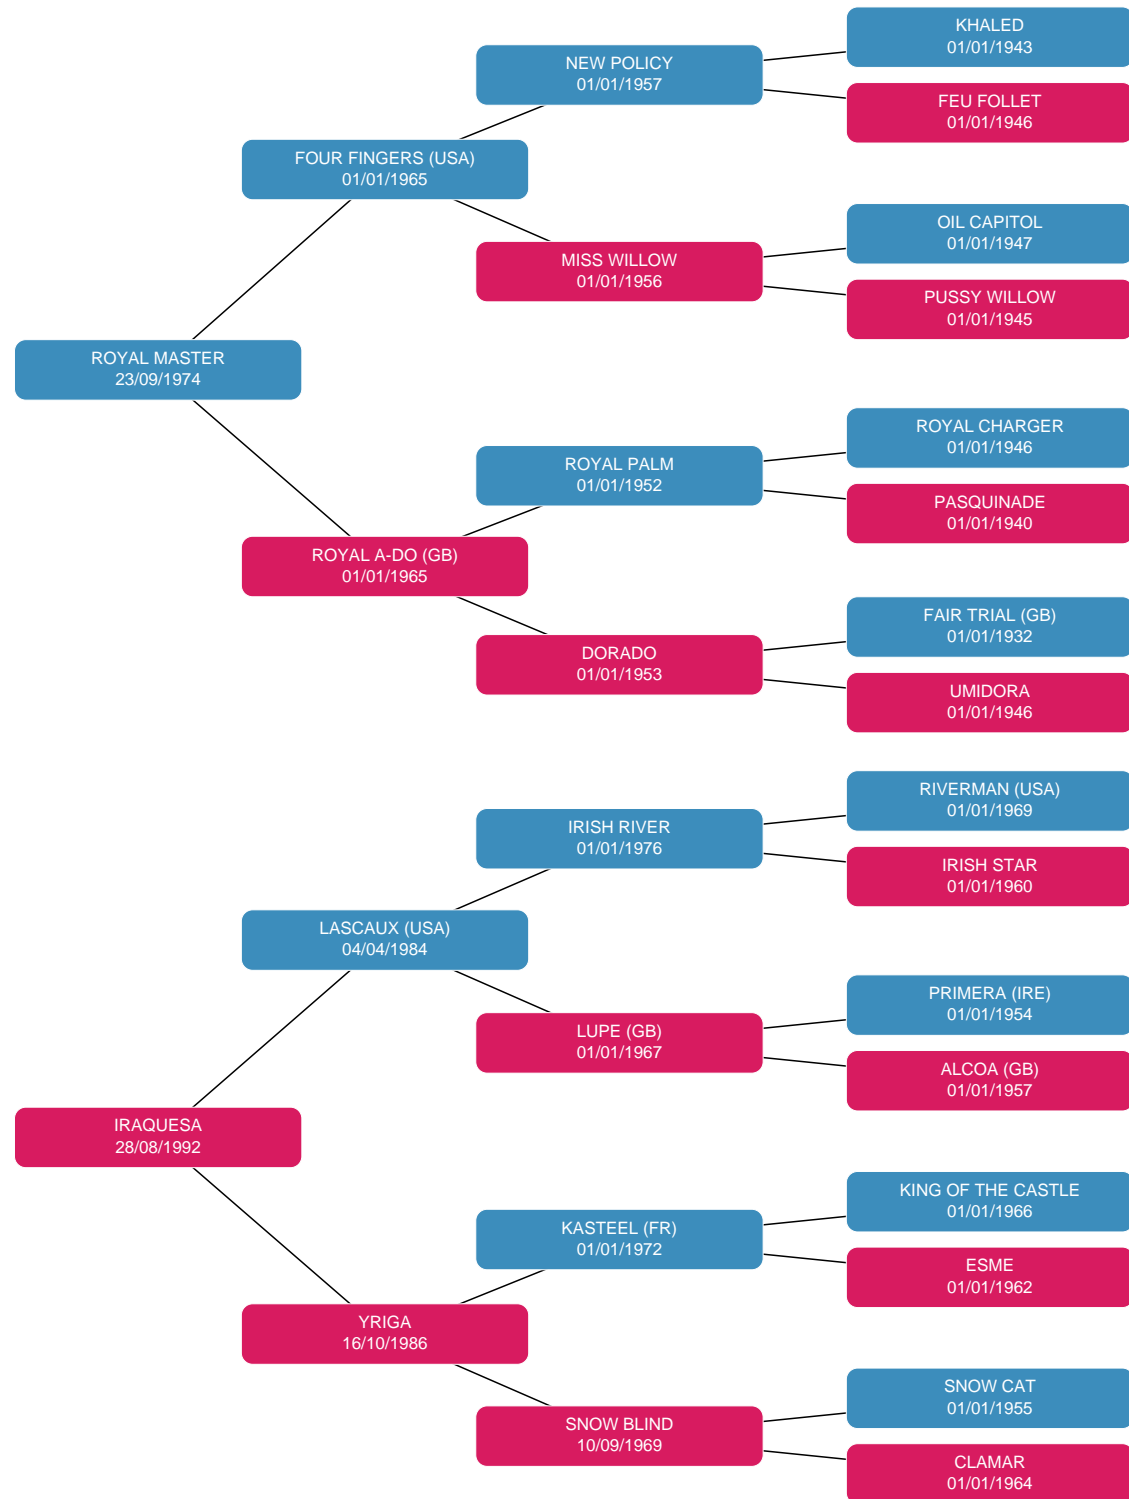 KHALED
01/01/1943
NEW POLICY
01/01/1957
FEU FOLLET
01/01/1946
FOUR FINGERS (USA)
01/01/1965
OIL CAPITOL
01/01/1947
MISS WILLOW
01/01/1956
PUSSY WILLOW
01/01/1945
ROYAL MASTER
23/09/1974
ROYAL CHARGER
01/01/1946
ROYAL PALM
01/01/1952
PASQUINADE
01/01/1940
ROYAL A-DO (GB)
01/01/1965
FAIR TRIAL (GB)
01/01/1932
DORADO
01/01/1953
UMIDORA
01/01/1946
RIVERMAN (USA)
01/01/1969
IRISH RIVER
01/01/1976
IRISH STAR
01/01/1960
LASCAUX (USA)
04/04/1984
PRIMERA (IRE)
01/01/1954
LUPE (GB)
01/01/1967
ALCOA (GB)
01/01/1957
IRAQUESA
28/08/1992
KING OF THE CASTLE
01/01/1966
KASTEEL (FR)
01/01/1972
ESME
01/01/1962
YRIGA
16/10/1986
SNOW CAT
01/01/1955
SNOW BLIND
10/09/1969
CLAMAR
01/01/1964